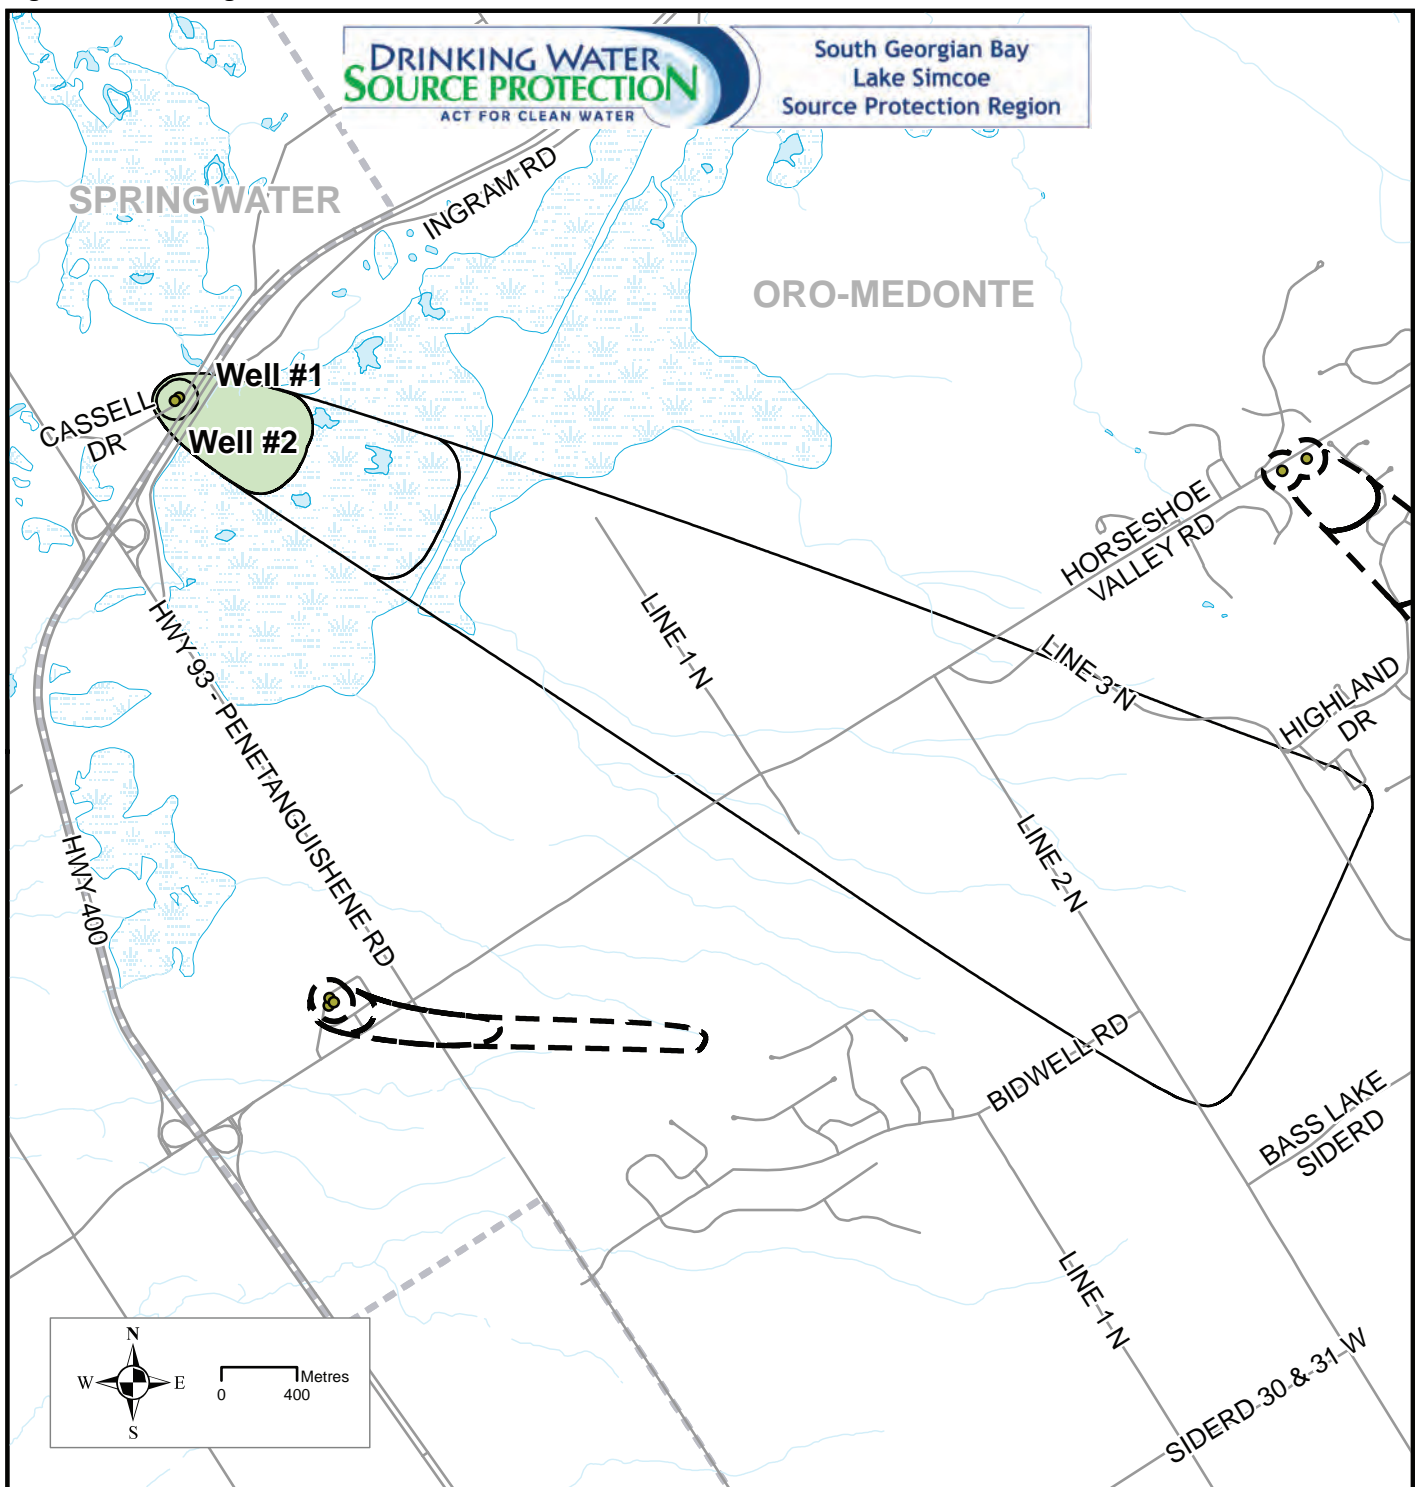 DRINKING WATER
SOURCE PROTECTION
ACT FOR CLEAN WATER
South Georgian Bay
Lake Simcoe
Source Protection Region
SPRINGWATER
INGRAM RD
ORO-MEDONTE
Well #1
CASSELL
DR
Well #2
HORSESHOE
VALLEY RD
LINE 1 N
HWY 93 - PENETANGUISHENE RD
LINE 3 N
HIGHLAND
DR
HWY 400
LINE 2 N
BIDWELL RD
BASS LAKE
SIDERD
LINE 1 N
SIDERD 30 & 31 W
N
W
E
S
Metres
0
400